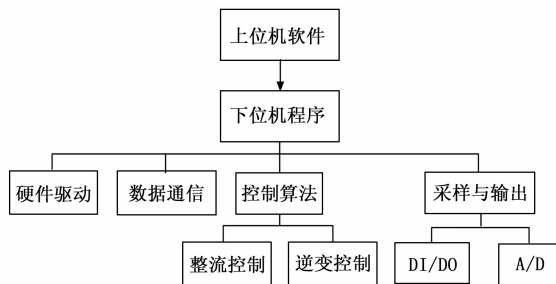 上位机软件
下位机程序
硬件驱动
数据通信
控制算法
采样与输出
整流控制
逆变控制
DI/DO
A/D